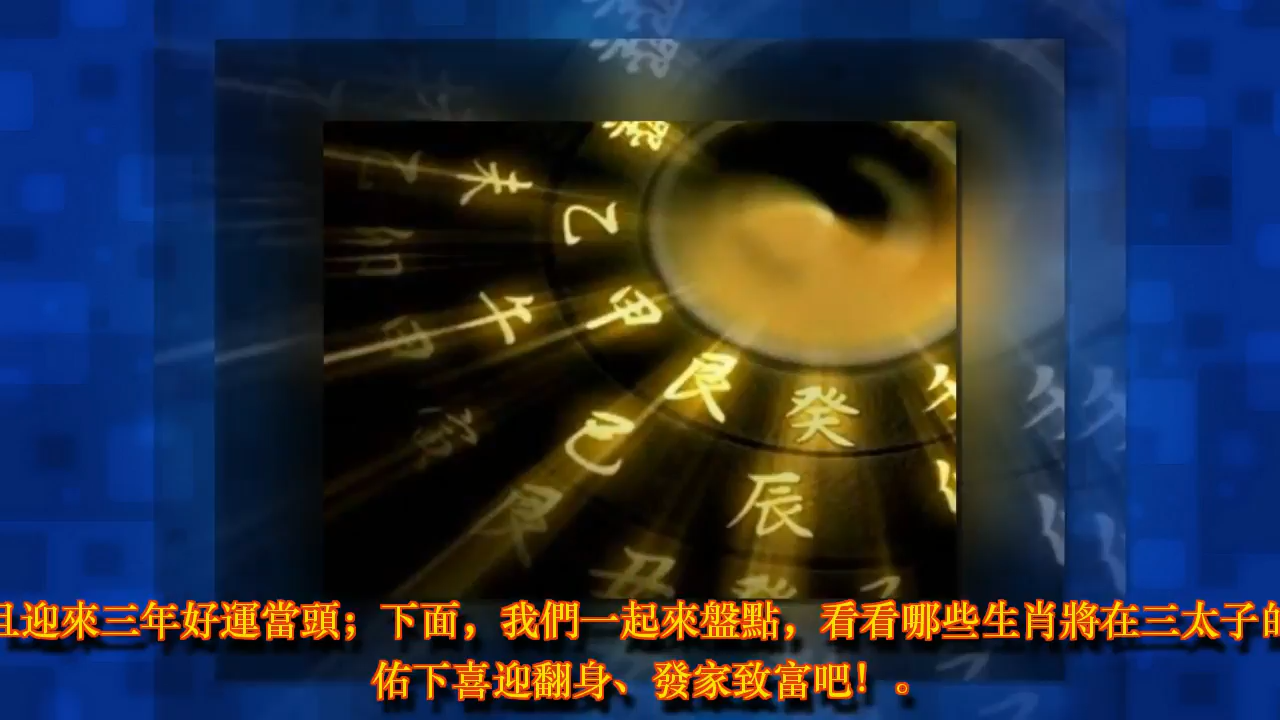 未
乙
午
甲
艮
癸
巳
辰
艮
丑
且迎來三年好運當頭；下面，我們一起來盤點，看看哪些生肖將在三太子的
佑下喜迎翻身、發家致富吧！。